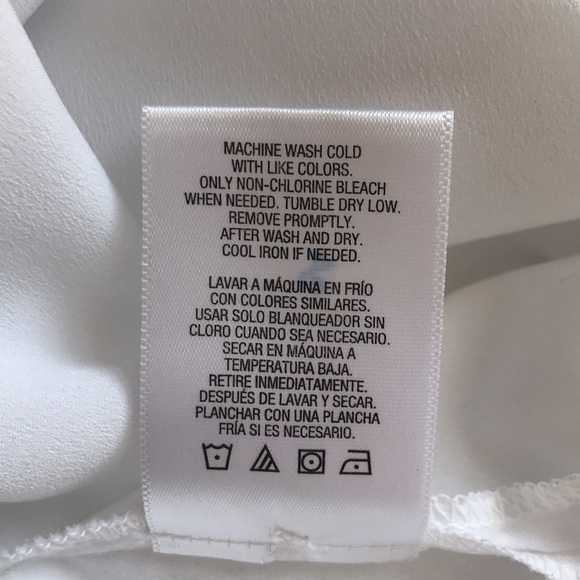 MACHINE WASH COLD
WITH LIKE COLORS.
ONLY NON-CHLORINE BLEACH
WHEN NEEDED. TUMBLE DRY LOW.
REMOVE PROMPTLY.
AFTER WASH AND DRY.
COOL IRON IF NEEDED.
LAVAR A MÁQUINA EN FRÍO
CON COLORES SIMILARES.
USAR SOLO BLANQUEADOR SIN
CLORO CUANDO SEA NECESARIO.
SECAR EN MÁQUINA A
TEMPERATURA BAJA.
RETIRE INMEDIATAMENTE.
DESPUÉS DE LAVAR Y SECAR.
PLANCHAR CON UNA PLANCHA
FRÍA SI ES NECESARIO.